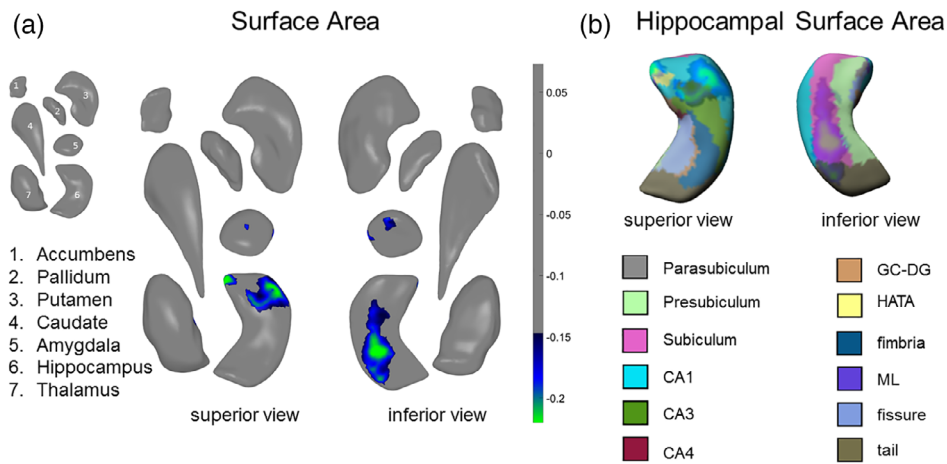 (a)
Surface Area
1
2
3
4
5
6
7
1. Accumbens
2. Pallidum
3. Putamen
4. Caudate
5. Amygdala
6. Hippocampus
7. Thalamus
superior view
inferior view
0.05
0
-0.05
-0.1
-0.15
-0.2
(b)
Hippocampal Surface Area
superior view
inferior view
Parasubiculum
Presubiculum
Subiculum
CA1
CA3
CA4
GC-DG
HATA
fimbria
ML
fissure
tail